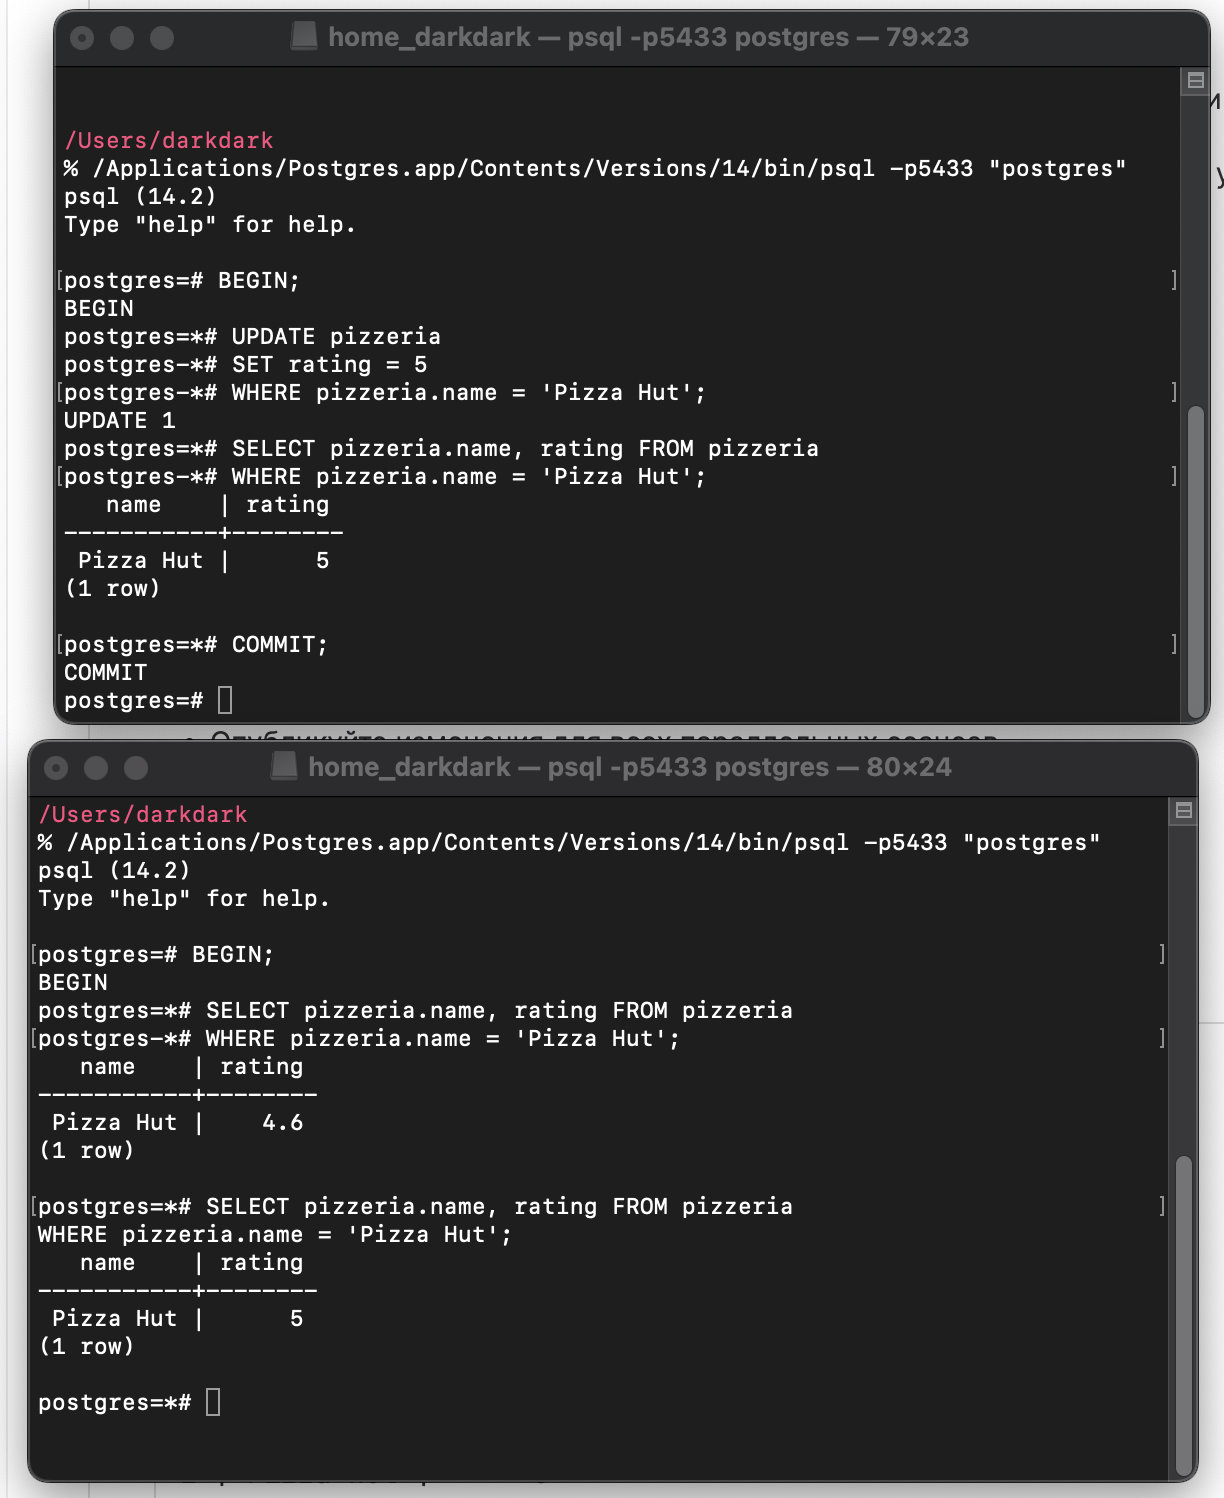 home_darkdark — psql -p5433 postgres — 79×23
/Users/darkdark
% /Applications/Postgres.app/Contents/Versions/14/bin/psql -p5433 "postgres"
psql (14.2)
Type "help" for help.
[postgres=# BEGIN; ]
BEGIN
postgres=*# UPDATE pizzeria
postgres-*# SET rating = 5
[postgres-*# WHERE pizzeria.name = 'Pizza Hut'; ]
UPDATE 1
postgres=*# SELECT pizzeria.name, rating FROM pizzeria
[postgres-*# WHERE pizzeria.name = 'Pizza Hut'; ]
   name    | rating
-----------+--------
 Pizza Hut |      5
(1 row)
[postgres=*# COMMIT; ]
COMMIT
postgres=#
Опубликуйте изменения для всех параллельных сеансов
home_darkdark — psql -p5433 postgres — 80×24
/Users/darkdark
% /Applications/Postgres.app/Contents/Versions/14/bin/psql -p5433 "postgres"
psql (14.2)
Type "help" for help.
[postgres=# BEGIN; ]
BEGIN
postgres=*# SELECT pizzeria.name, rating FROM pizzeria
[postgres-*# WHERE pizzeria.name = 'Pizza Hut'; ]
   name    | rating
-----------+--------
 Pizza Hut |    4.6
(1 row)
[postgres=*# SELECT pizzeria.name, rating FROM pizzeria ]
WHERE pizzeria.name = 'Pizza Hut';
   name    | rating
-----------+--------
 Pizza Hut |      5
(1 row)
postgres=*#